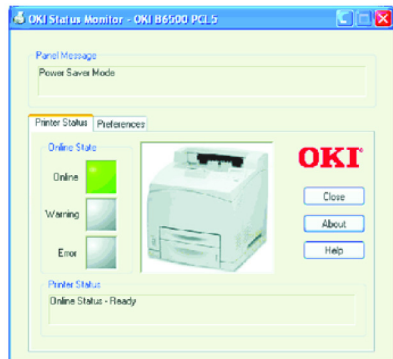 OKI Status Monitor - OKI B6500 PCL5
Panel Message
Power Saver Mode
Printer Status Preferences
Online State
Online
Warning
Error
OKI
Close
About
Help
Printer Status
Online Status - Ready